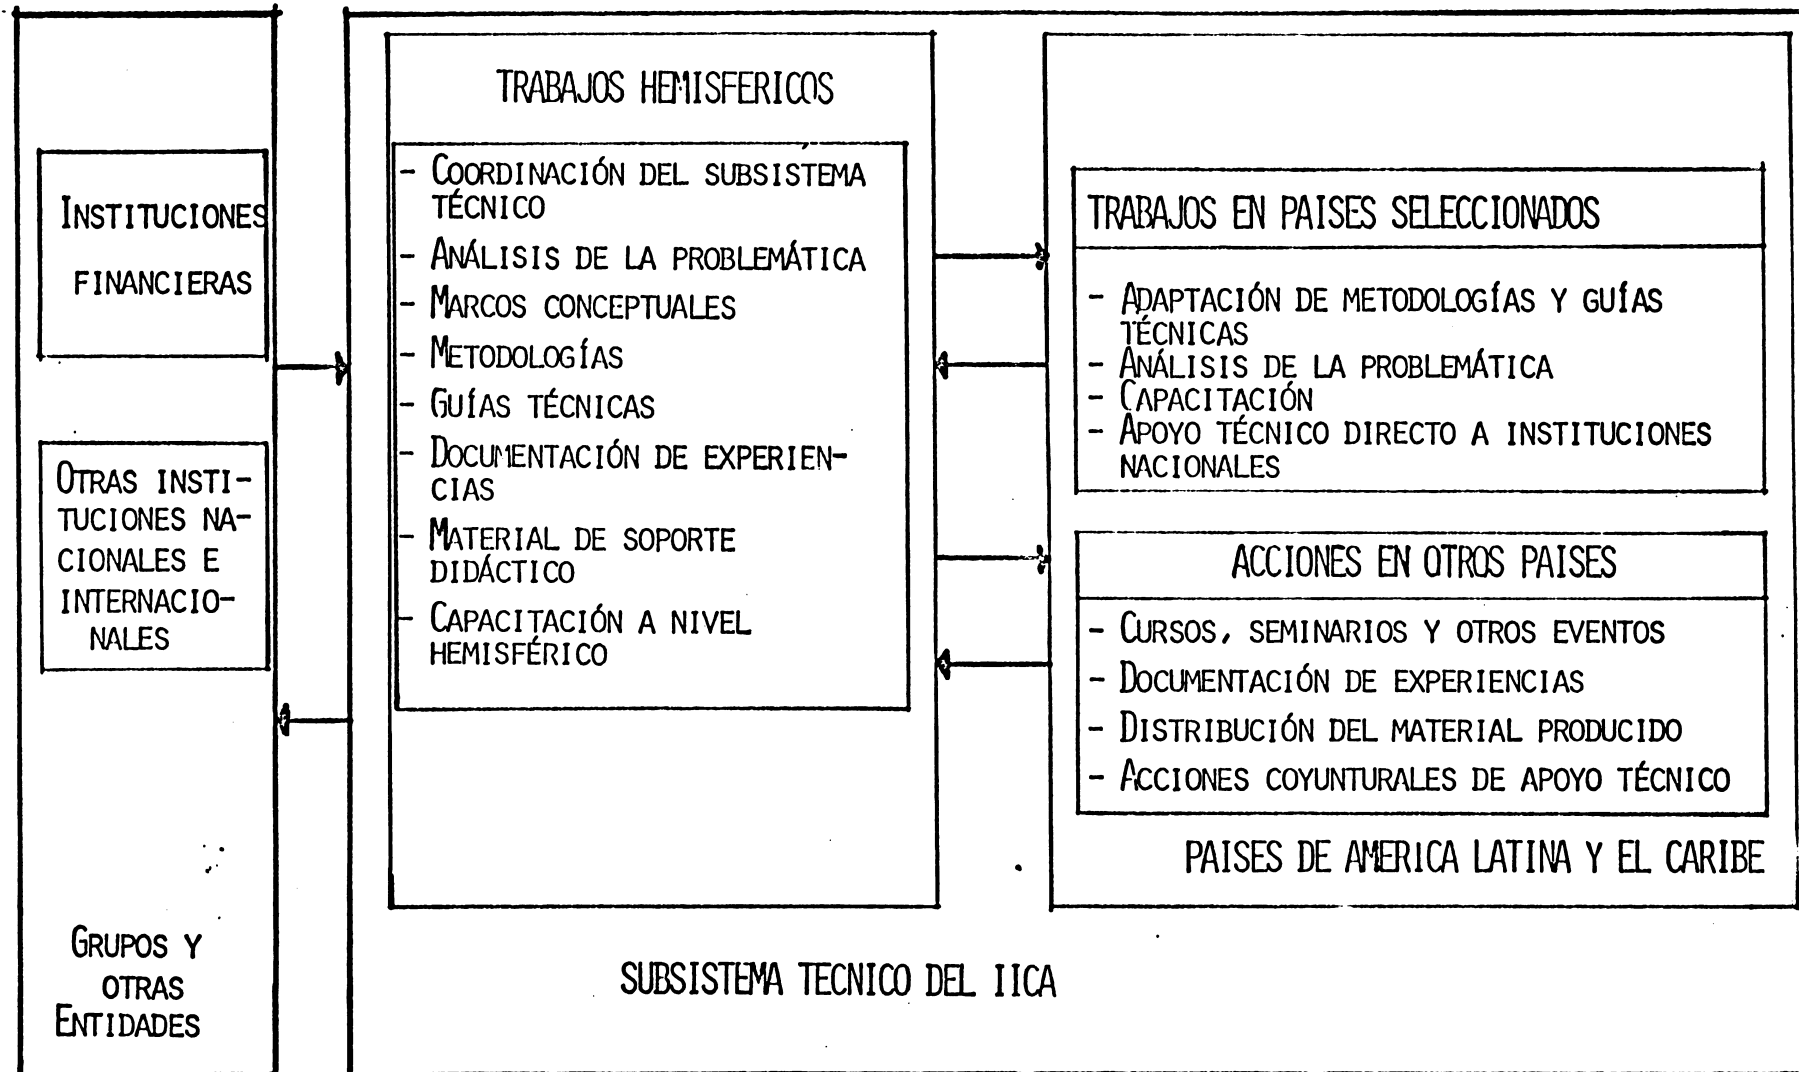 INSTITUCIONES
FINANCIERAS
OTRAS INSTI-
TUCIONES NA-
CIONALES E
INTERNACIO-
NALES
GRUPOS Y
OTRAS
ENTIDADES
TRABAJOS HEMISFERICOS
- COORDINACIÓN DEL SUBSISTEMA
TÉCNICO
- ANÁLISIS DE LA PROBLEMÁTICA
- MARCOS CONCEPTUALES
- METODOLOGÍAS
- GUÍAS TÉCNICAS
- DOCUMENTACIÓN DE EXPERIEN-
CIAS
- MATERIAL DE SOPORTE
DIDÁCTICO
- CAPACITACIÓN A NIVEL
HEMISFÉRICO
TRABAJOS EN PAISES SELECCIONADOS
- ADAPTACIÓN DE METODOLOGÍAS Y GUÍAS
TÉCNICAS
- ANÁLISIS DE LA PROBLEMÁTICA
- CAPACITACIÓN
- APOYO TÉCNICO DIRECTO A INSTITUCIONES
NACIONALES
ACCIONES EN OTROS PAISES
- CURSOS, SEMINARIOS Y OTROS EVENTOS
- DOCUMENTACIÓN DE EXPERIENCIAS
- DISTRIBUCIÓN DEL MATERIAL PRODUCIDO
- ACCIONES COYUNTURALES DE APOYO TÉCNICO
PAISES DE AMERICA LATINA Y EL CARIBE
SUBSISTEMA TECNICO DEL IICA